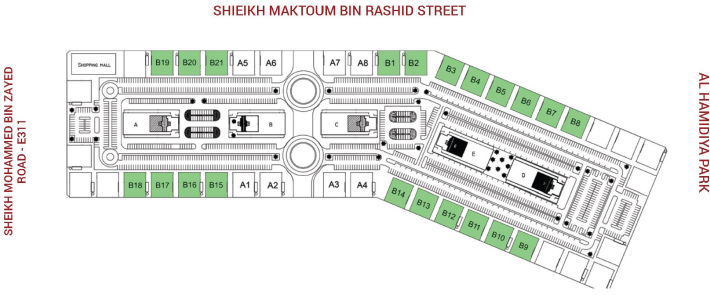 SHIEIKH MAKTOUM BIN RASHID STREET
SHEIKH MOHAMMED BIN ZAYED
ROAD - E311
AL HAMIDIYA PARK
SHIPPING MALL
B19 B20 B21 A5 A6 A7 A8 B1 B2
B3 B4 B5 B6 B7 B8
A B C
E D
B18 B17 B16 B15 A1 A2 A3 A4
B14 B13 B12 B11 B10 B9